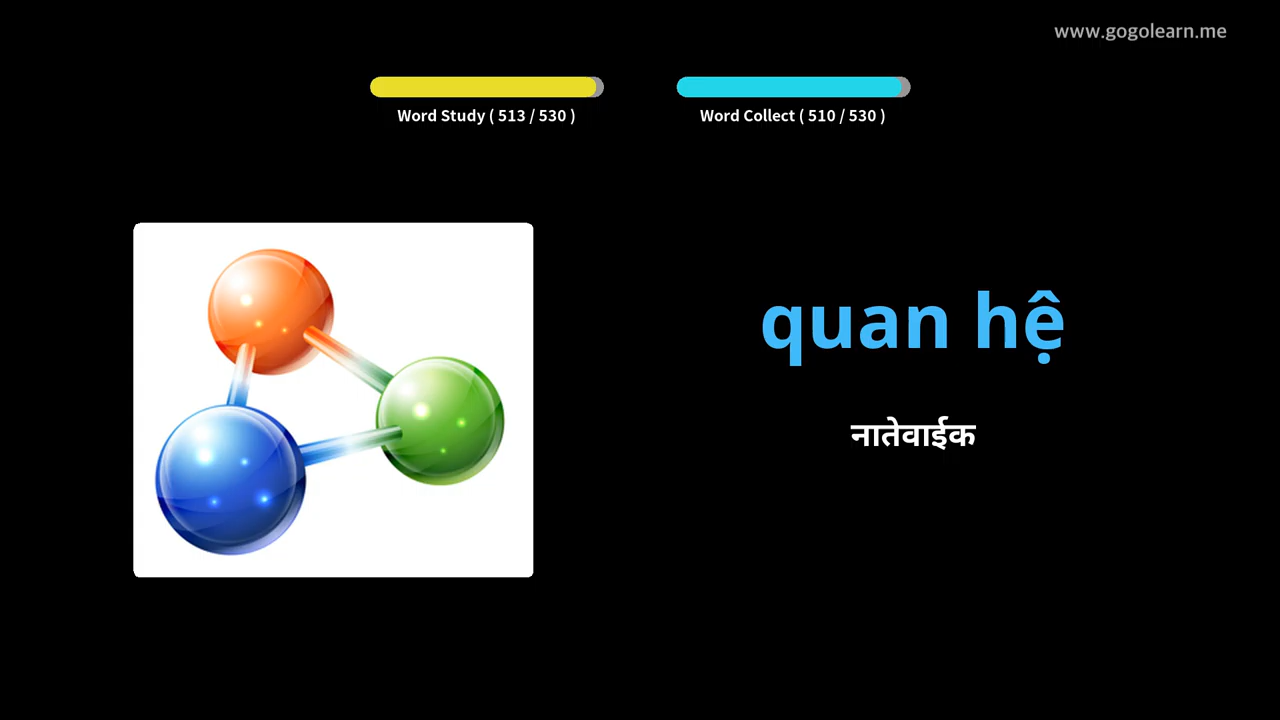 www.gogolearn.me
Word Study ( 513 / 530 )
Word Collect ( 510 / 530 )
quan hệ
नातेवाईक